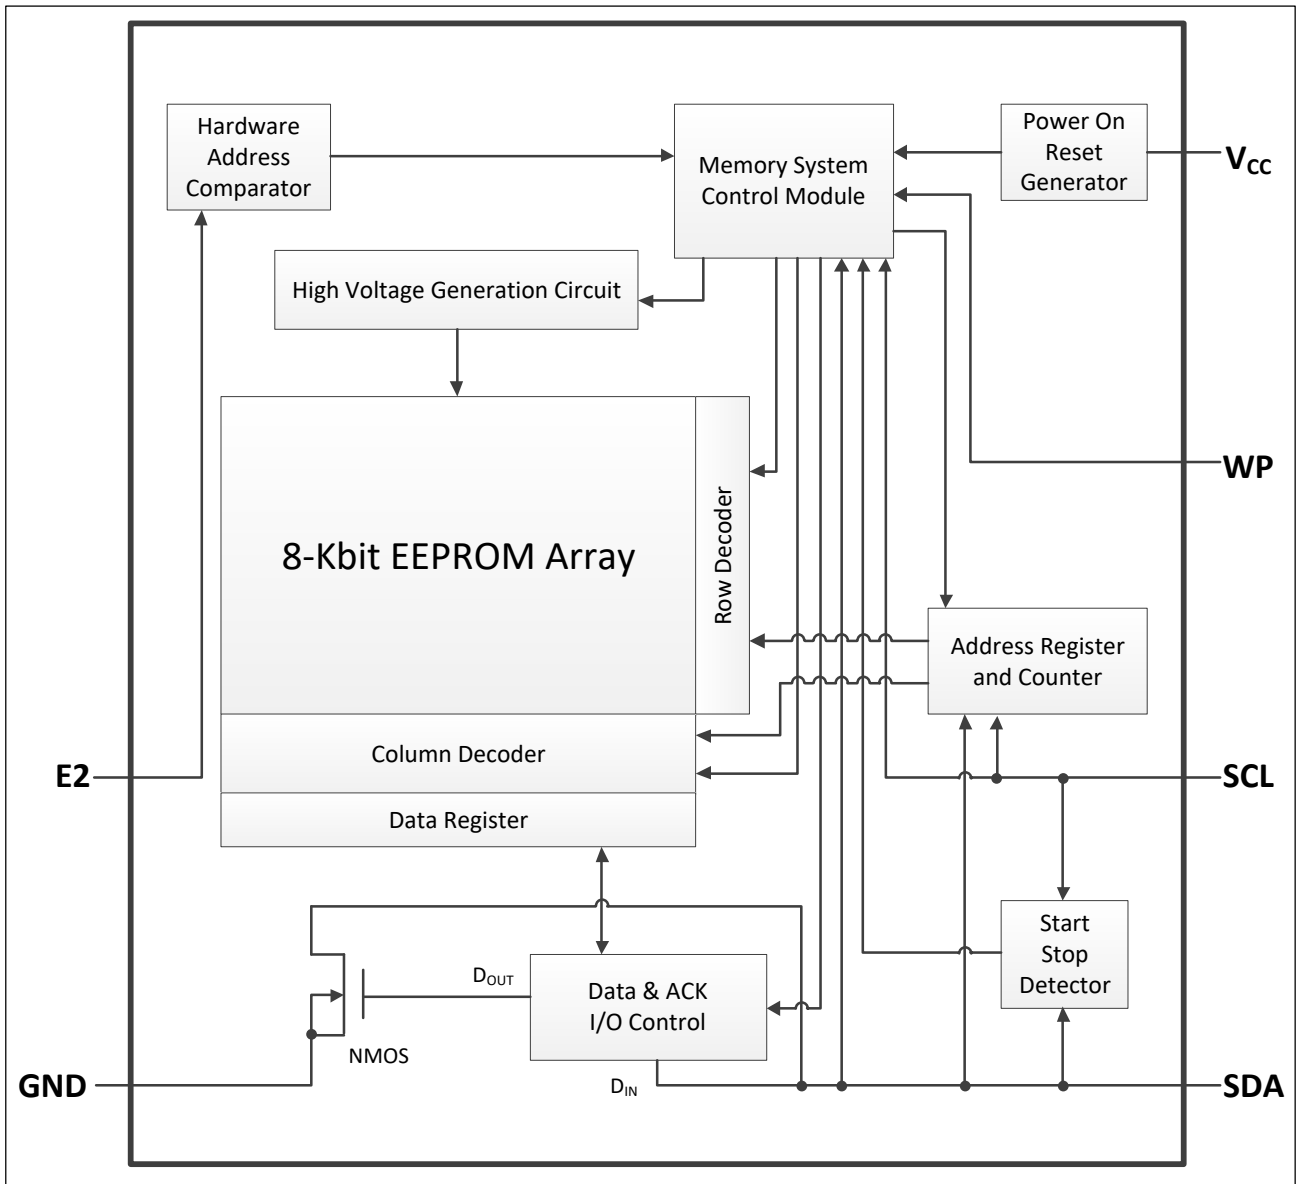 Hardware
Address
Comparator
Memory System
Control Module
Power On
Reset
Generator
VCC
High Voltage Generation Circuit
WP
8-Kbit EEPROM Array
Row Decoder
Address Register
and Counter
Column Decoder
E2
SCL
Data Register
Start
Stop
Detector
DOUT
Data & ACK
I/O Control
NMOS
GND
DIN
SDA